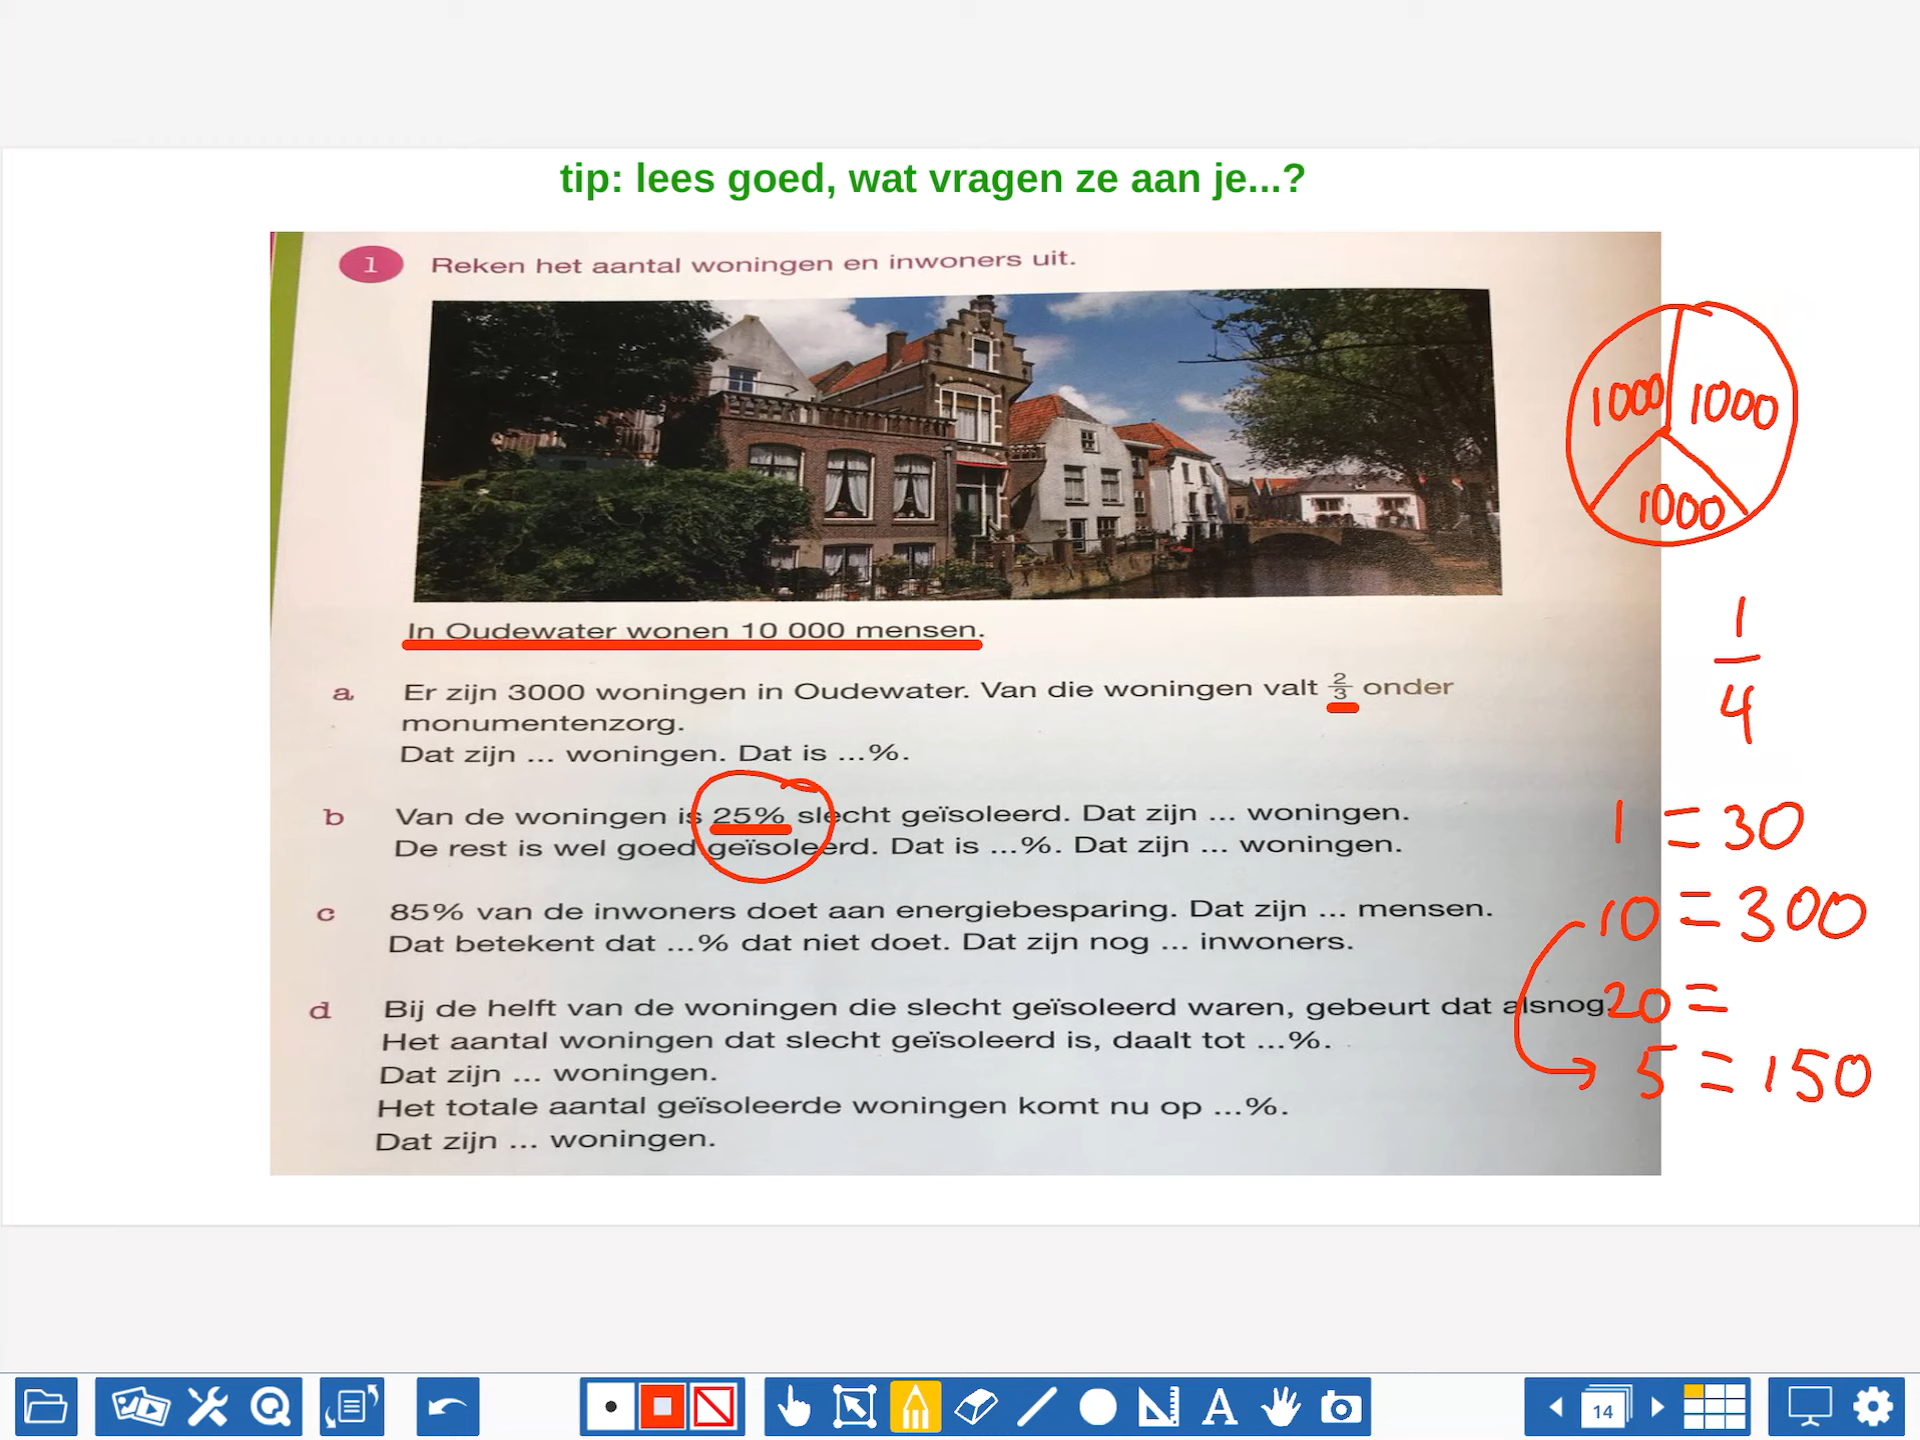 tip: lees goed, wat vragen ze aan je...?
1 Reken het aantal woningen en inwoners uit.
In Oudewater wonen 10 000 mensen.
a Er zijn 3000 woningen in Oudewater. Van die woningen valt 2/3 onder
monumentenzorg.
Dat zijn ... woningen. Dat is ...%.
b Van de woningen is 25% slecht geïsoleerd. Dat zijn ... woningen.
De rest is wel goed geïsoleerd. Dat is ...%. Dat zijn ... woningen.
c 85% van de inwoners doet aan energiebesparing. Dat zijn ... mensen.
Dat betekent dat ...% dat niet doet. Dat zijn nog ... inwoners.
d Bij de helft van de woningen die slecht geïsoleerd waren, gebeurt dat alsnog.
Het aantal woningen dat slecht geïsoleerd is, daalt tot ...%.
Dat zijn ... woningen.
Het totale aantal geïsoleerde woningen komt nu op ...%.
Dat zijn ... woningen.
1000 1000
1000
1
4
1 = 30
10 = 300
20 =
5 = 150
A
14